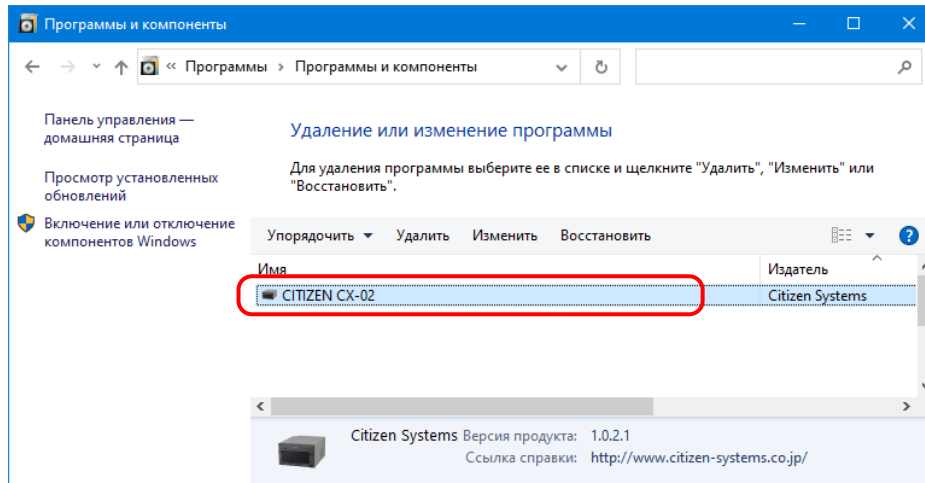 Программы и компоненты
« Программы › Программы и компоненты
Панель управления —
домашняя страница
Просмотр установленных
обновлений
Включение или отключение
компонентов Windows
Удаление или изменение программы
Для удаления программы выберите ее в списке и щелкните "Удалить", "Изменить" или
"Восстановить".
Упорядочить Удалить Изменить Восстановить
Имя Издатель
CITIZEN CX-02 Citizen Systems
Citizen Systems Версия продукта: 1.0.2.1
Ссылка справки: http://www.citizen-systems.co.jp/